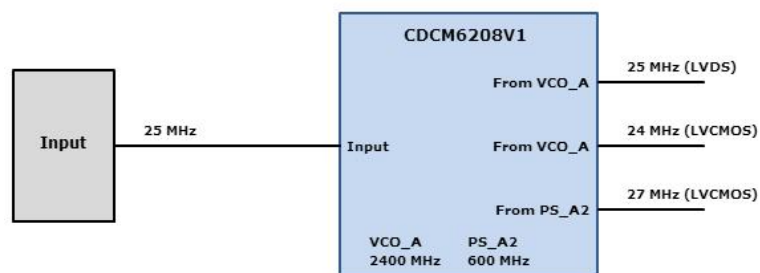 CDCM6208V1
25 MHz (LVDS)
From VCO_A
25 MHz
24 MHz (LVCMOS)
Input
Input
From VCO_A
27 MHz (LVCMOS)
From PS_A2
VCO_A PS_A2
2400 MHz 600 MHz